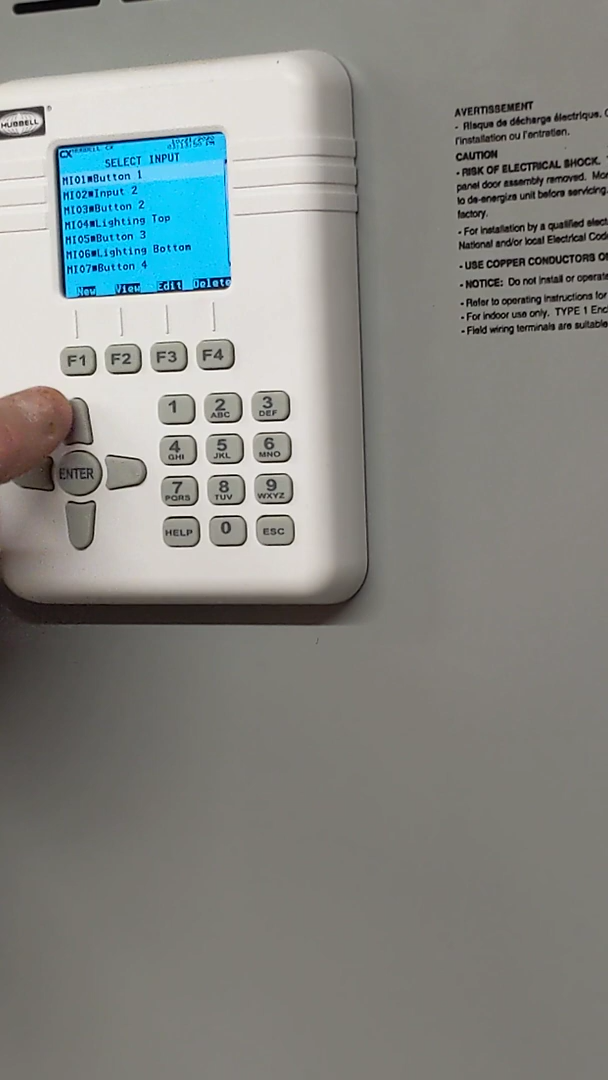 HUBBELL
®
CX HUBBELL CX
SELECT INPUT
MI01■Button 1
MI02■Input 2
MI03■Button 2
MI04■Lighting Top
MI05■Button 3
MI06■Lighting Bottom
MI07■Button 4
New View Edit Delete
F1 F2 F3 F4
1 2 ABC 3 DEF
4 GHI 5 JKL 6 MNO
ENTER
7 PQRS 8 TUV 9 WXYZ
HELP 0 ESC
AVERTISSEMENT
- Risque de décharge électrique.
l'installation ou l'entretien.
CAUTION
- RISK OF ELECTRICAL SHOCK.
panel door assembly removed.
to de-energize unit before servicing.
factory.
- For installation by a qualified
National and/or local Electrical
- USE COPPER CONDUCTORS
- NOTICE: Do not install or
- Refer to operating instructions for
- For indoor use only. TYPE 1
- Field wiring terminals are suitable